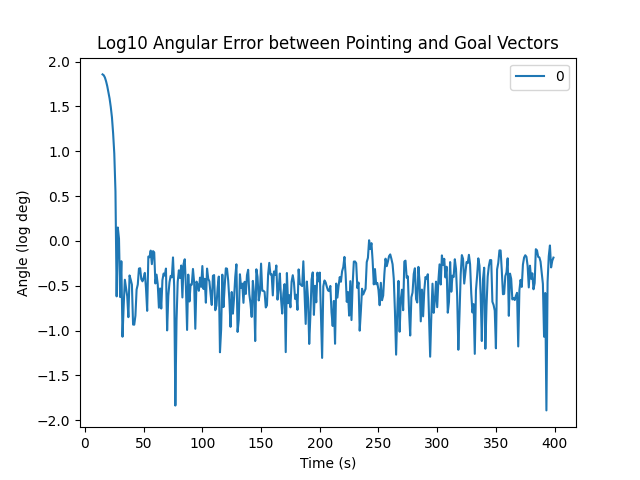 Log10 Angular Error between Pointing and Goal Vectors
0
2.0
1.5
1.0
0.5
0.0
−0.5
−1.0
−1.5
−2.0
Angle (log deg)
0 50 100 150 200 250 300 350 400
Time (s)